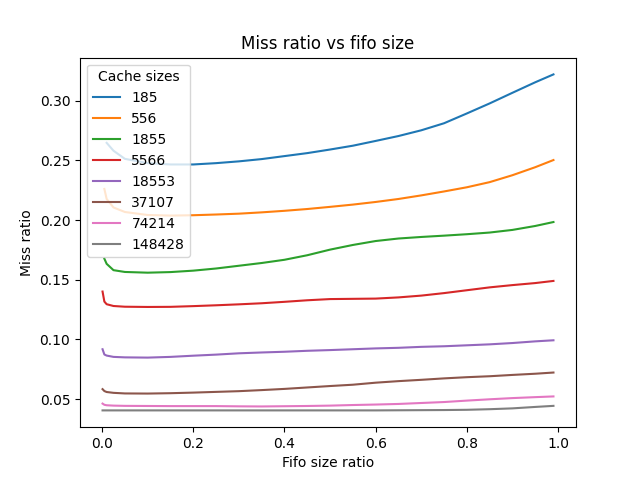 Miss ratio vs fifo size
Cache sizes
185
556
1855
5566
18553
37107
74214
148428
0.30
0.25
0.20
0.15
0.10
0.05
Miss ratio
0.0 0.2 0.4 0.6 0.8 1.0
Fifo size ratio